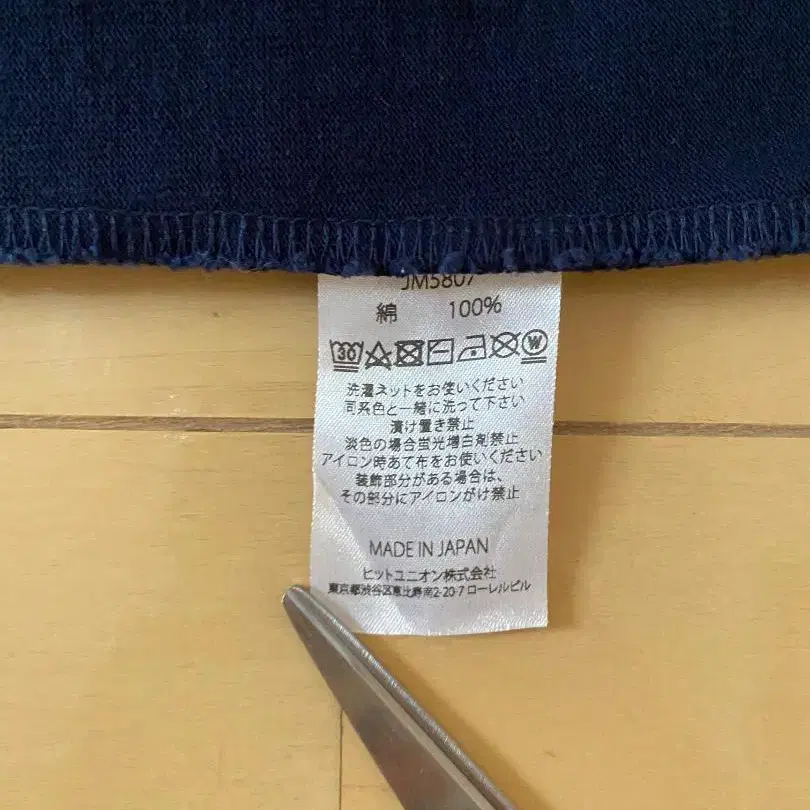 JM5807
綿 100%
30 W
洗濯ネットをお使いください
同系色と一緒に洗って下さい
漬け置き禁止
淡色の場合蛍光増白剤禁止
アイロン時あて布をお使いください
装飾部分がある場合は、
その部分にアイロンがけ禁止
MADE IN JAPAN
ヒットユニオン株式会社
東京都渋谷区恵比寿南2-20-7 ローレルビル